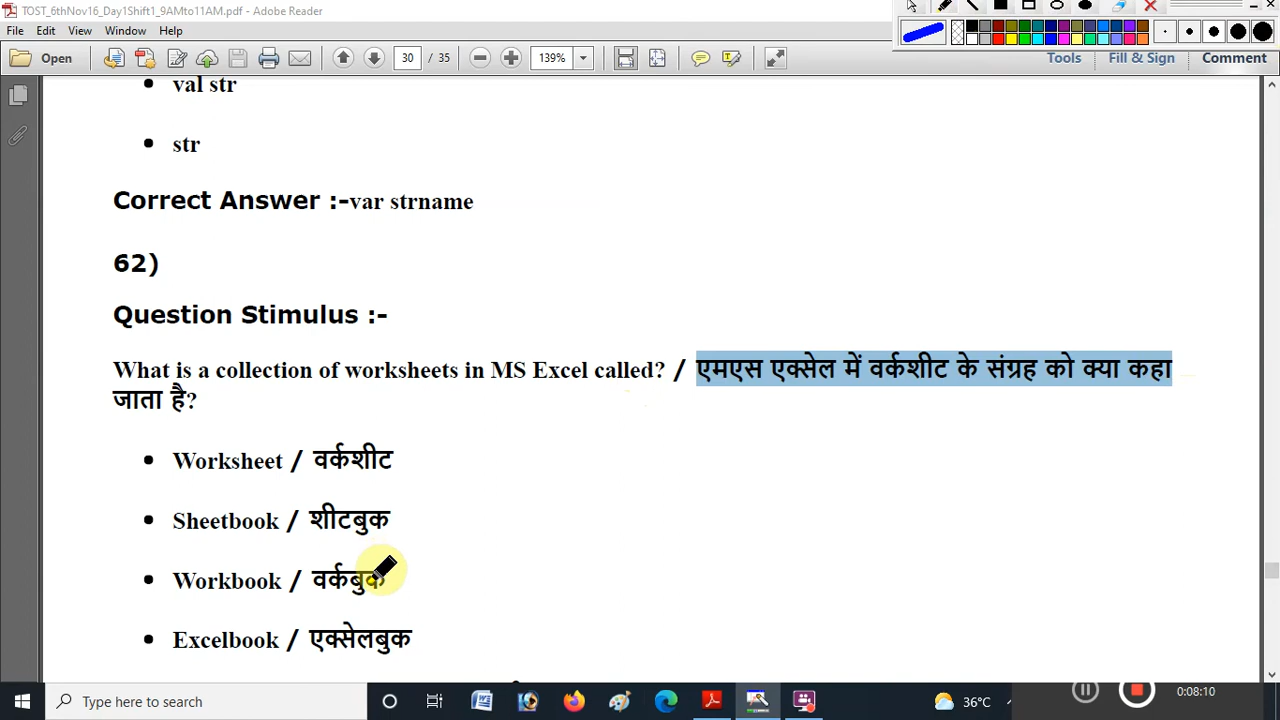 TOST_6thNov16_Day1Shift1_9AMto11AM.pdf - Adobe Reader
File Edit View Window Help
Open 30 / 35 139% Tools Fill & Sign Comment
• val str
• str
Correct Answer :-var strname
62)
Question Stimulus :-
What is a collection of worksheets in MS Excel called? / एमएस एक्सेल में वर्कशीट के संग्रह को क्या कहा
जाता है?
• Worksheet / वर्कशीट
• Sheetbook / शीटबुक
• Workbook / वर्कबुक
• Excelbook / एक्सेलबुक
Type here to search 36°C 0:08:10